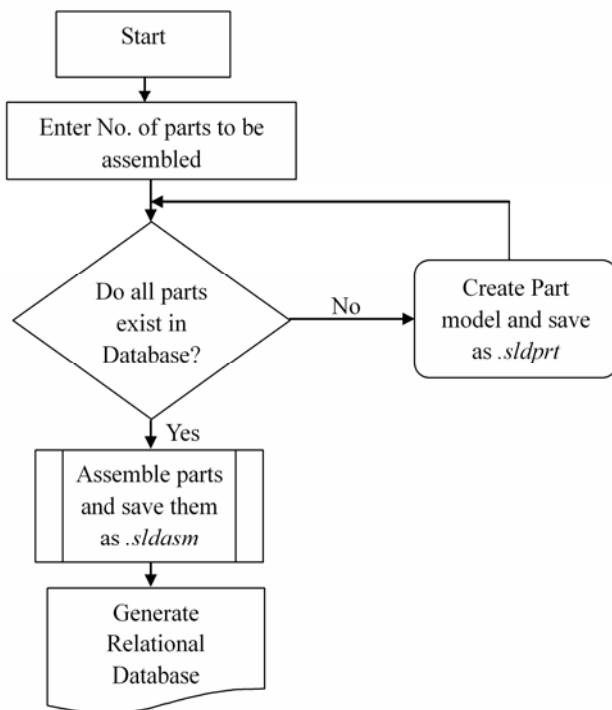 Start
Enter No. of parts to be
assembled
Do all parts
exist in
Database?
No
Create Part
model and save
as .sldprt
Yes
Assemble parts
and save them
as .sldasm
Generate
Relational
Database